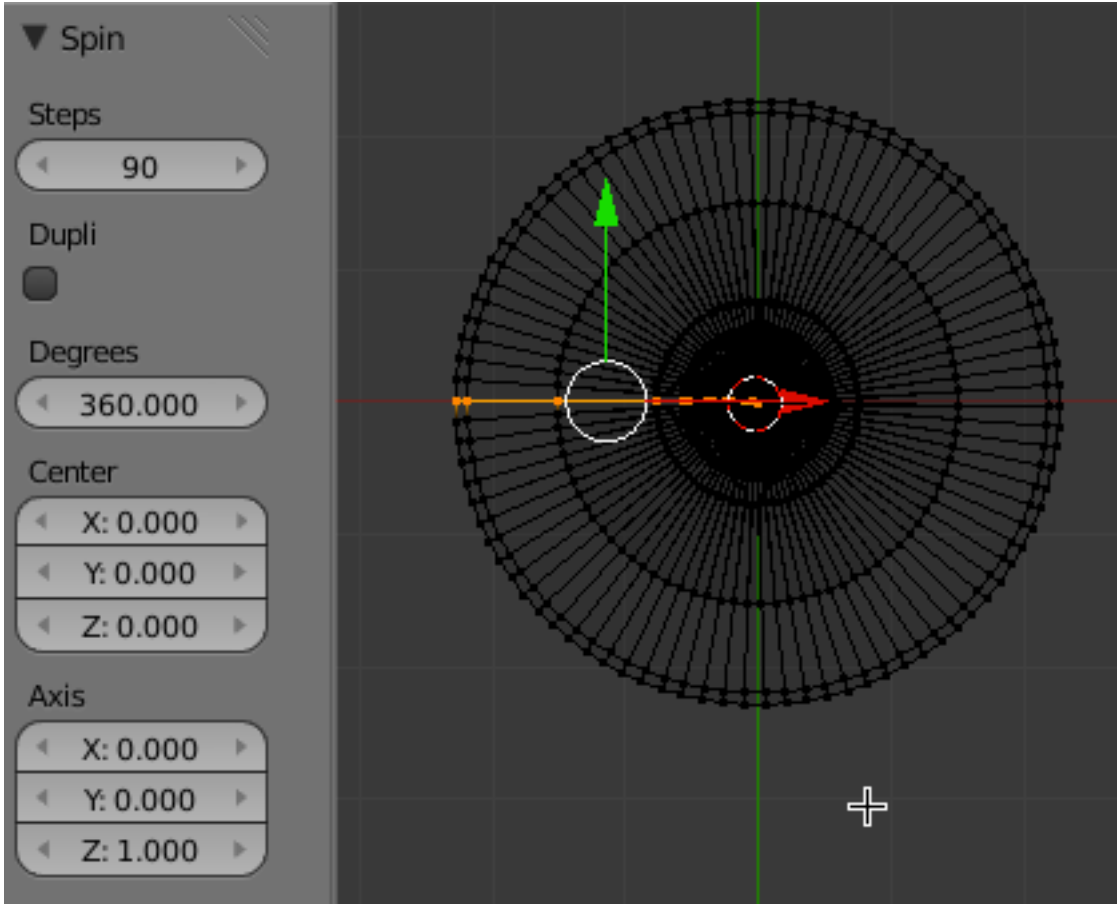 Spin
Steps
90
Dupli
Degrees
360.000
Center
X: 0.000
Y: 0.000
Z: 0.000
Axis
X: 0.000
Y: 0.000
Z: 1.000